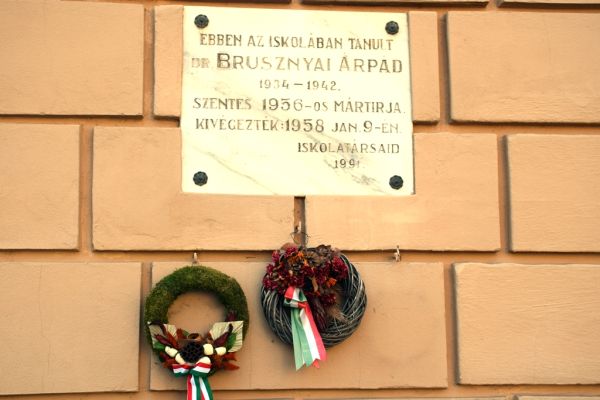 EBBEN AZ ISKOLÁBAN TANULT
DR. BRUSZNYAI ÁRPÁD
1934-1942.
SZENTES 1956-OS MÁRTIRJA.
KIVÉGEZTÉK: 1958 JAN. 9-ÉN.
ISKOLATÁRSAID
1991